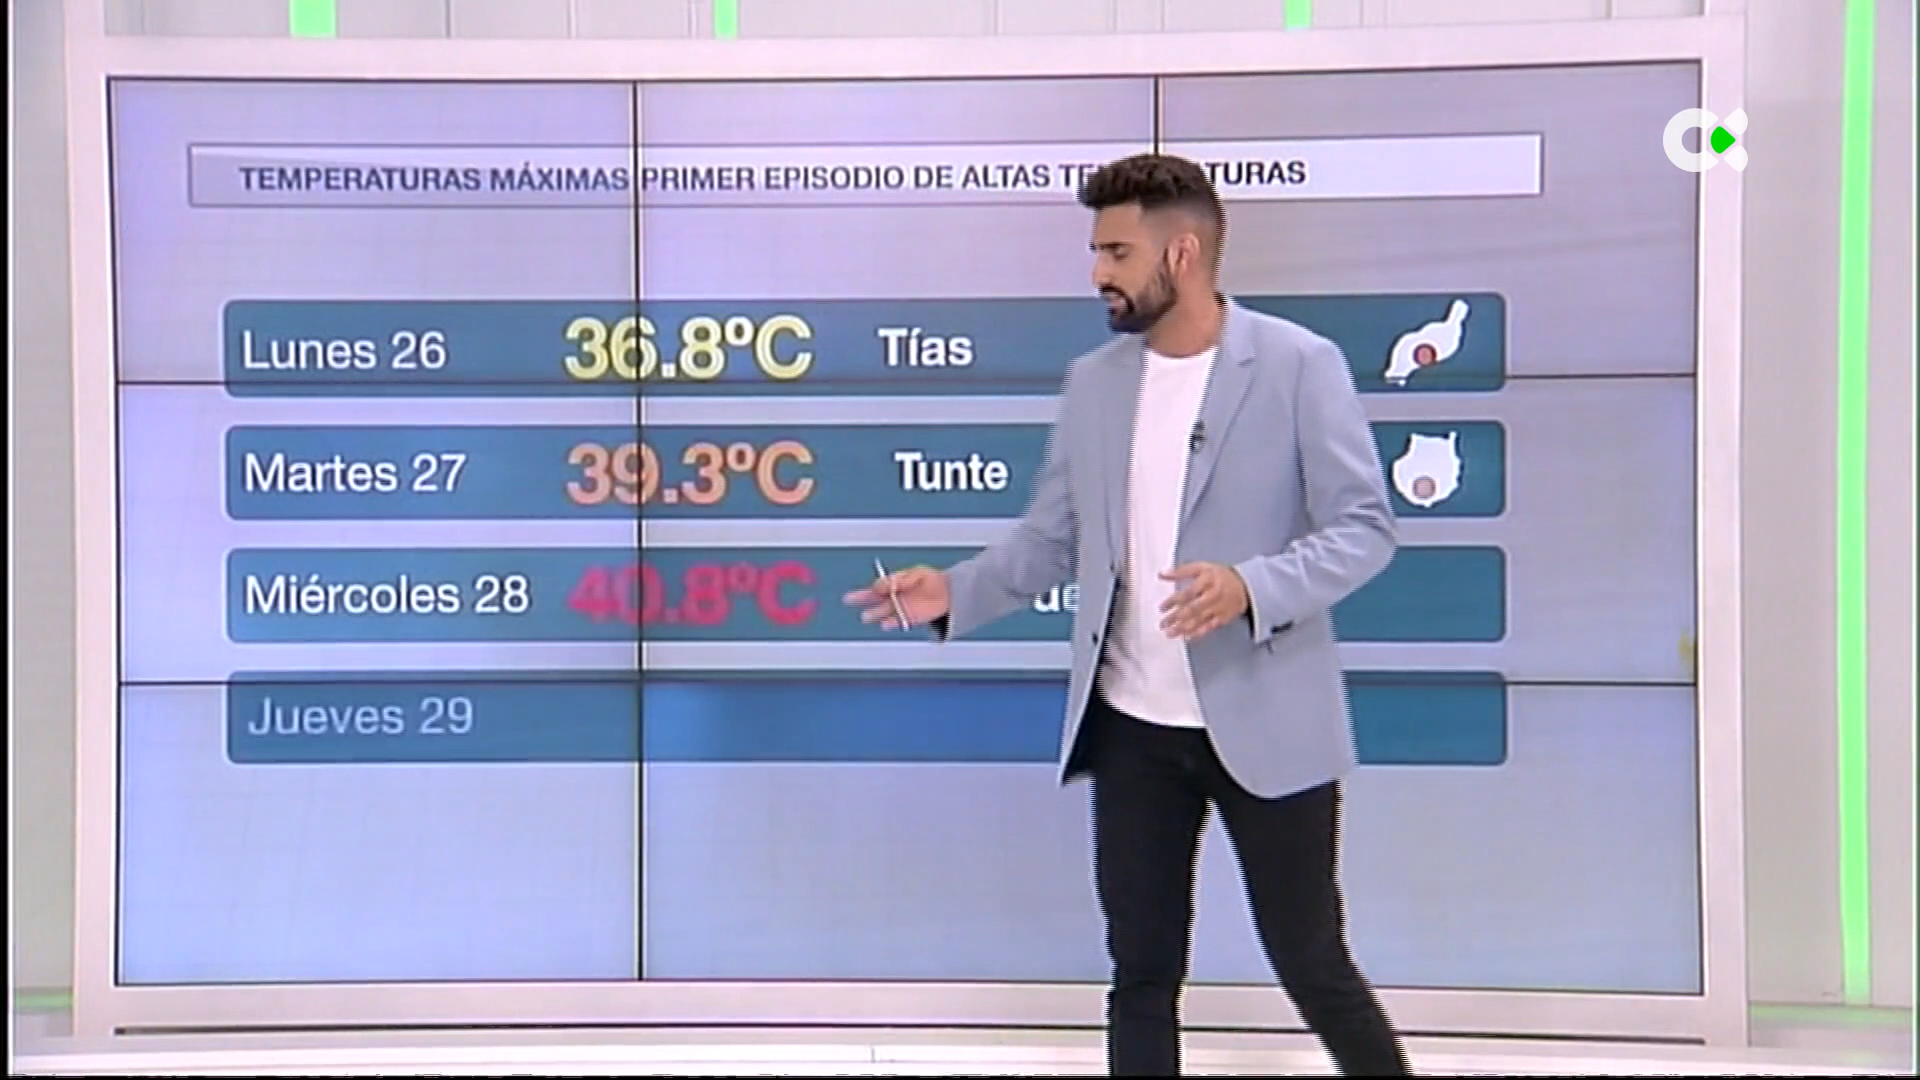 TEMPERATURAS MÁXIMAS PRIMER EPISODIO DE ALTAS TE TURAS
Lunes 26 36.8ºC Tías
Martes 27 39.3ºC Tunte
Miércoles 28 40.8ºC de
Jueves 29